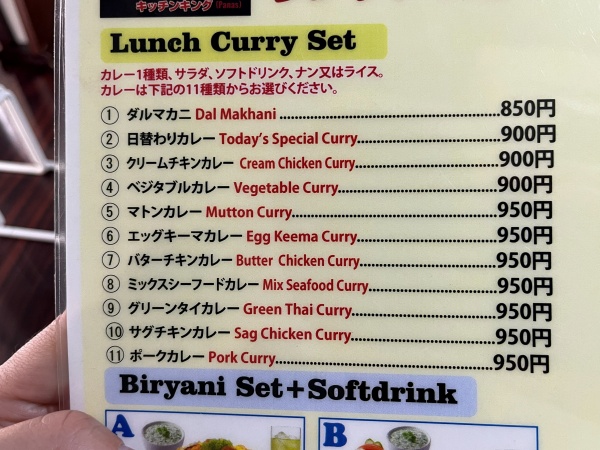 キッチンキング (Panas)
Lunch Curry Set
カレー1種類、サラダ、ソフトドリンク、ナン又はライス。
カレーは下記の11種類からお選びください。
① ダルマカニ Dal Makhani 850円
② 日替わりカレー Today's Special Curry 900円
③ クリームチキンカレー Cream Chicken Curry 900円
④ ベジタブルカレー Vegetable Curry 900円
⑤ マトンカレー Mutton Curry 950円
⑥ エッグキーマカレー Egg Keema Curry 950円
⑦ バターチキンカレー Butter Chicken Curry 950円
⑧ ミックスシーフードカレー Mix Seafood Curry 950円
⑨ グリーンタイカレー Green Thai Curry 950円
⑩ サグチキンカレー Sag Chicken Curry 950円
⑪ ポークカレー Pork Curry 950円
Biryani Set+Softdrink
A B